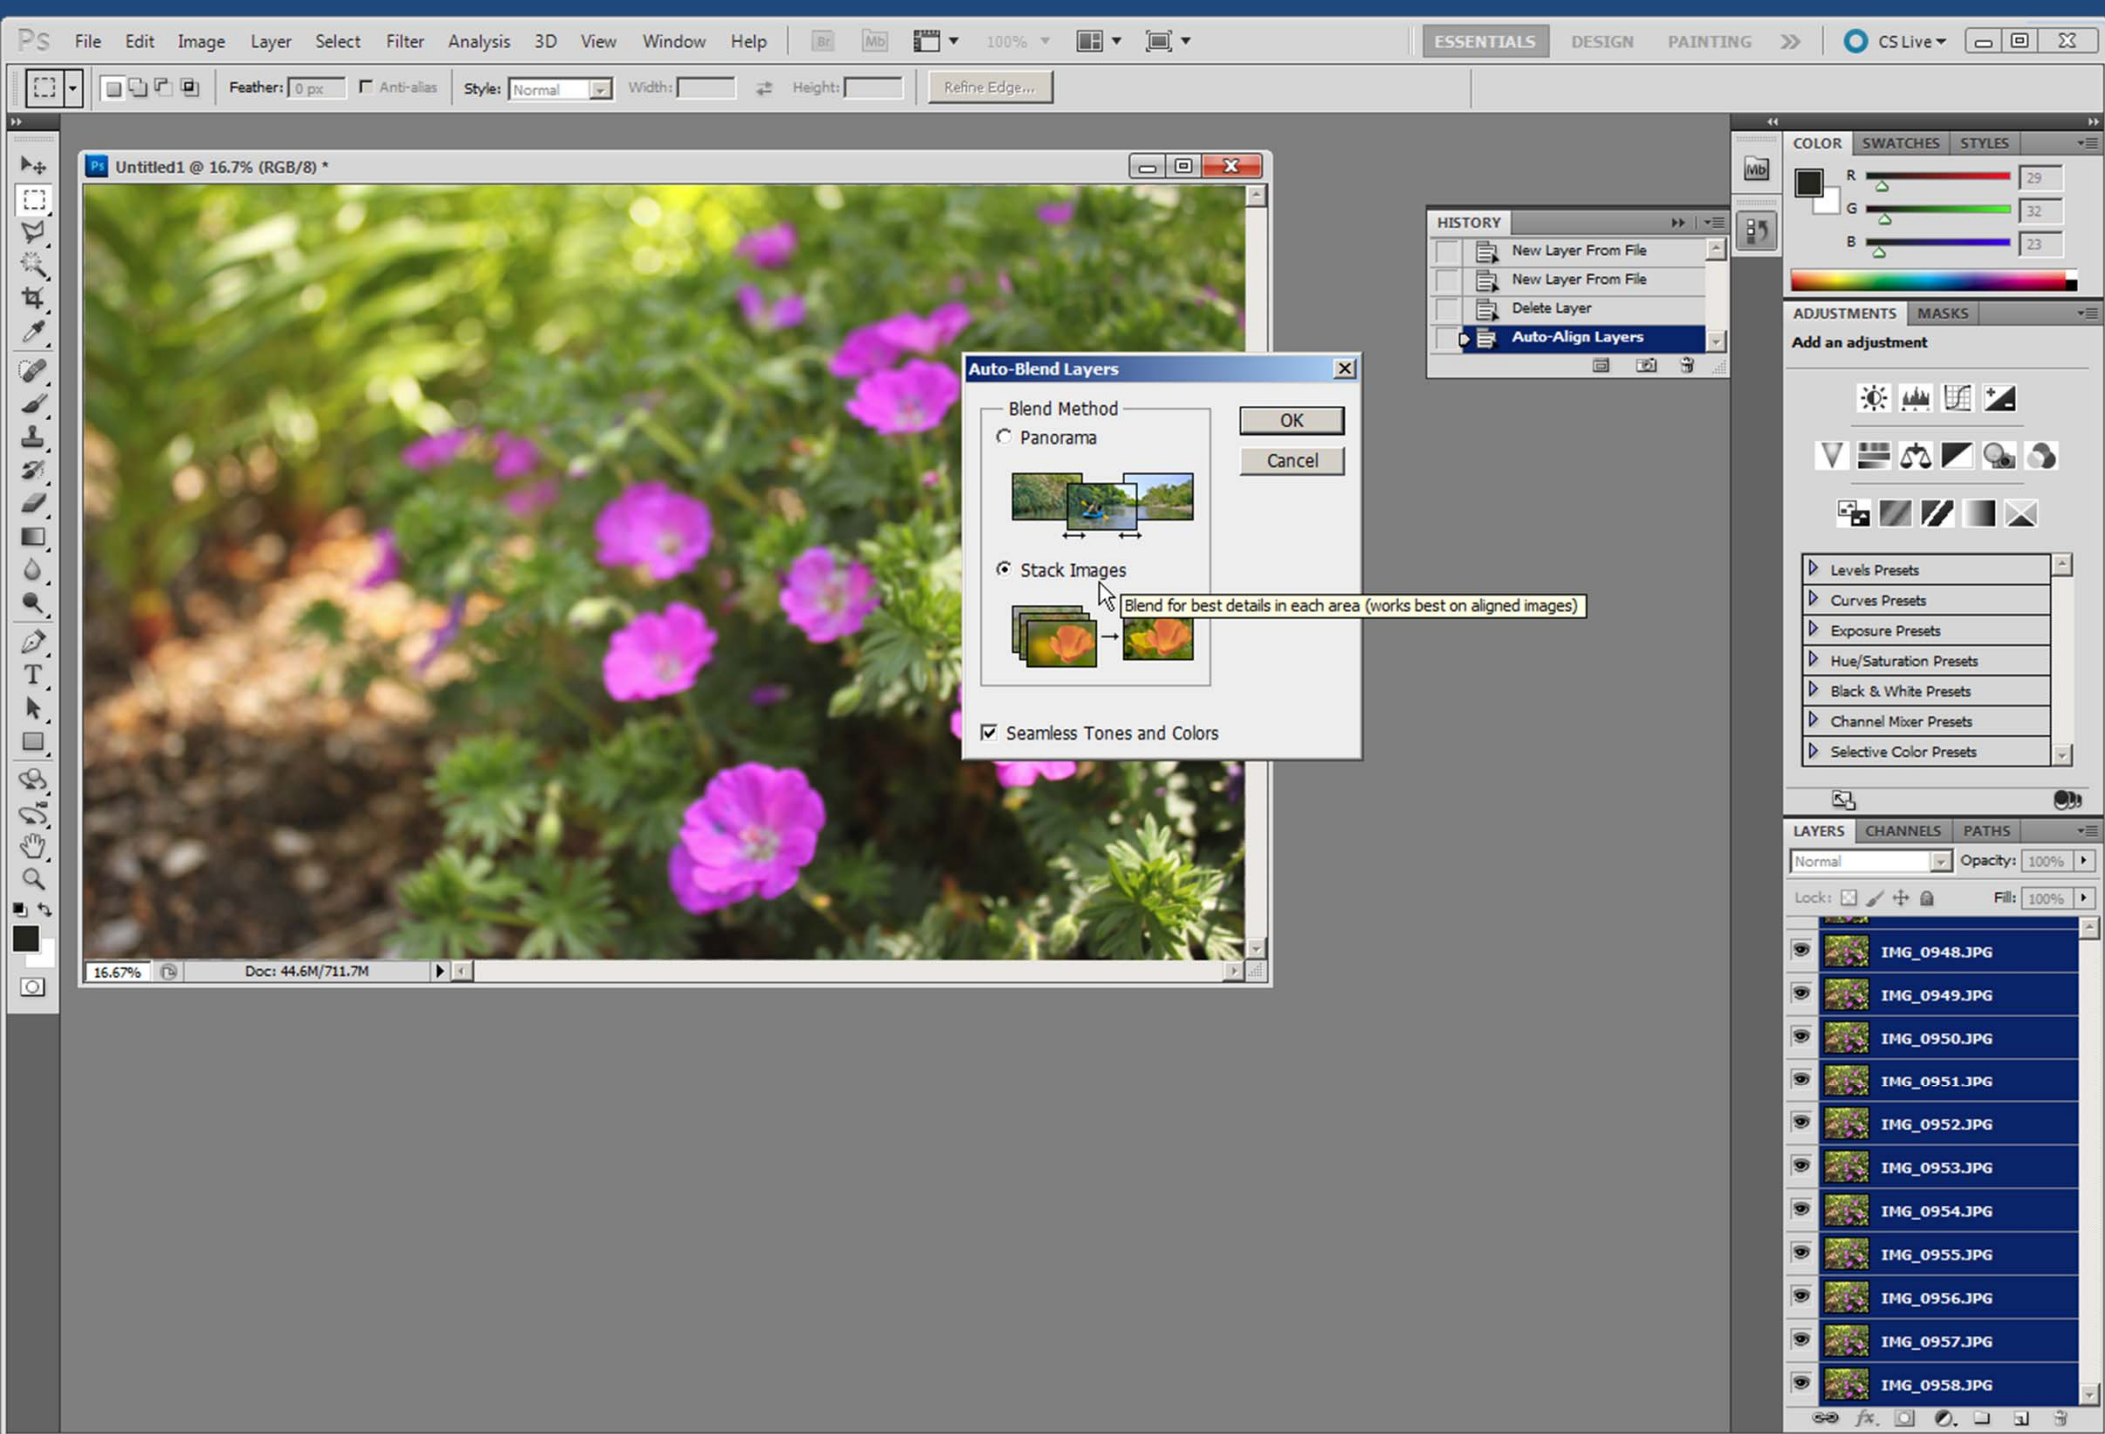 Ps File Edit Image Layer Select Filter Analysis 3D View Window Help Br Mb 100% ESSENTIALS DESIGN PAINTING CS Live
Feather: 0 px Anti-alias Style: Normal Width: Height: Refine Edge...
Ps Untitled1 @ 16.7% (RGB/8) *
16.67% Doc: 44.6M/711.7M
HISTORY
New Layer From File
New Layer From File
Delete Layer
Auto-Align Layers
Auto-Blend Layers
Blend Method
Panorama
Stack Images
Blend for best details in each area (works best on aligned images)
Seamless Tones and Colors
OK
Cancel
Mb
COLOR SWATCHES STYLES
R 29
G 32
B 23
ADJUSTMENTS MASKS
Add an adjustment
Levels Presets
Curves Presets
Exposure Presets
Hue/Saturation Presets
Black & White Presets
Channel Mixer Presets
Selective Color Presets
LAYERS CHANNELS PATHS
Normal Opacity: 100%
Lock: Fill: 100%
IMG_0948.JPG
IMG_0949.JPG
IMG_0950.JPG
IMG_0951.JPG
IMG_0952.JPG
IMG_0953.JPG
IMG_0954.JPG
IMG_0955.JPG
IMG_0956.JPG
IMG_0957.JPG
IMG_0958.JPG
fx.